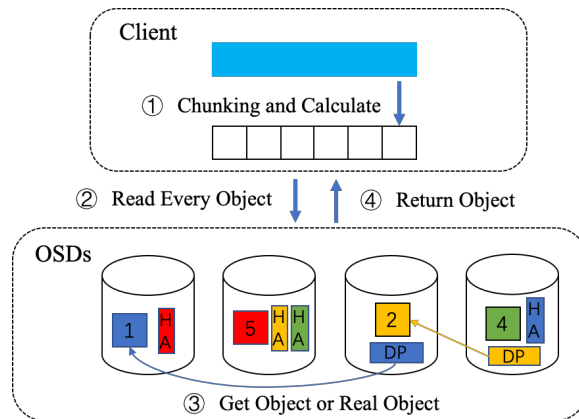 Client
① Chunking and Calculate
② Read Every Object
④ Return Object
OSDs
1
H
A
5
H
A
H
A
2
DP
4
H
A
DP
③ Get Object or Real Object